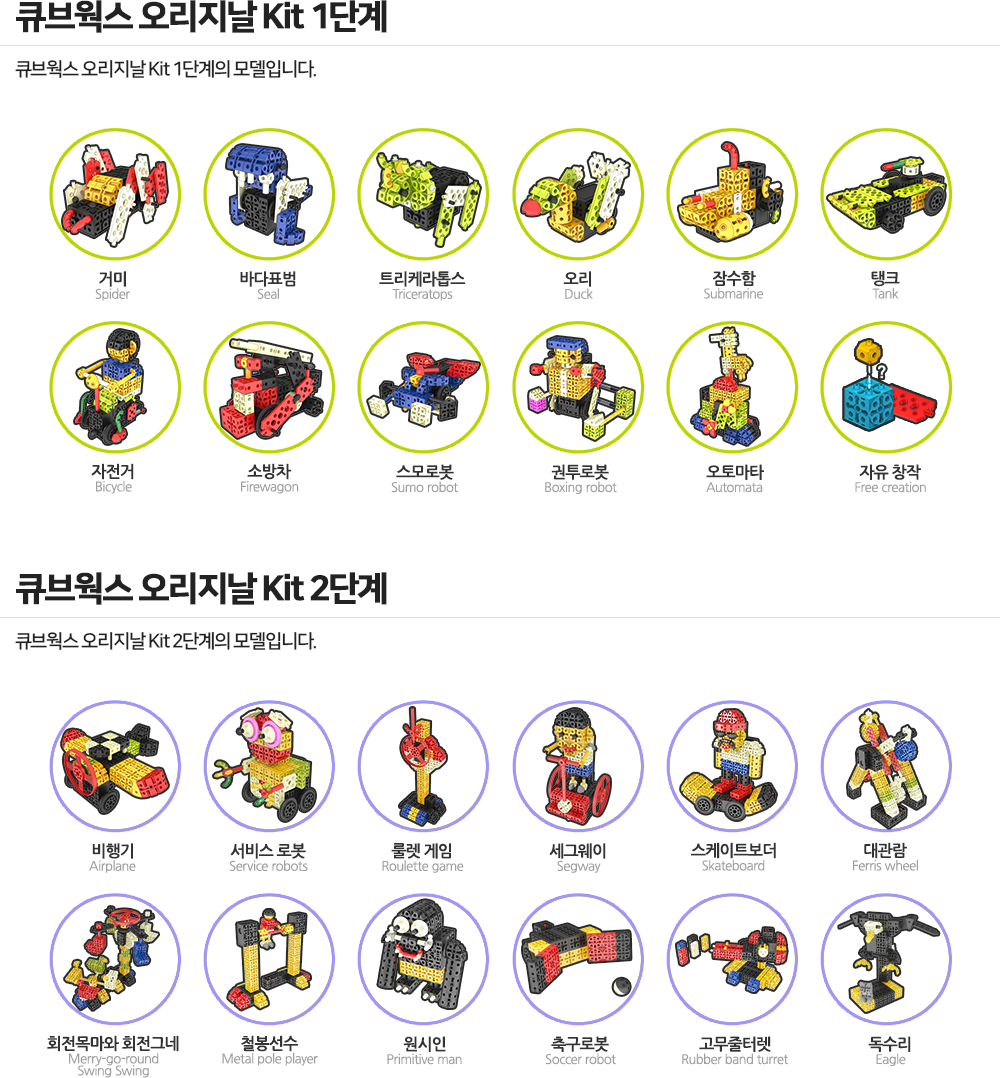 큐브웍스 오리지날 Kit 1단계
큐브웍스 오리지날 Kit 1단계의 모델입니다.
거미 바다표범 트리케라톱스 오리 잠수함 탱크
Spider Seal Triceratops Duck Submarine Tank
자전거 소방차 스모로봇 권투로봇 오토마타 자유 창작
Bicycle Firewagon Sumo robot Boxing robot Automata Free creation
큐브웍스 오리지날 Kit 2단계
큐브웍스 오리지날 Kit 2단계의 모델입니다.
비행기 서비스 로봇 룰렛 게임 세그웨이 스케이트보더 대관람
Airplane Service robots Roulette game Segway Skateboard Ferris wheel
회전목마와 회전그네 철봉선수 원시인 축구로봇 고무줄터렛 독수리
Merry-go-round Metal pole player Primitive man Soccer robot Rubber band turret Eagle
Swing Swing